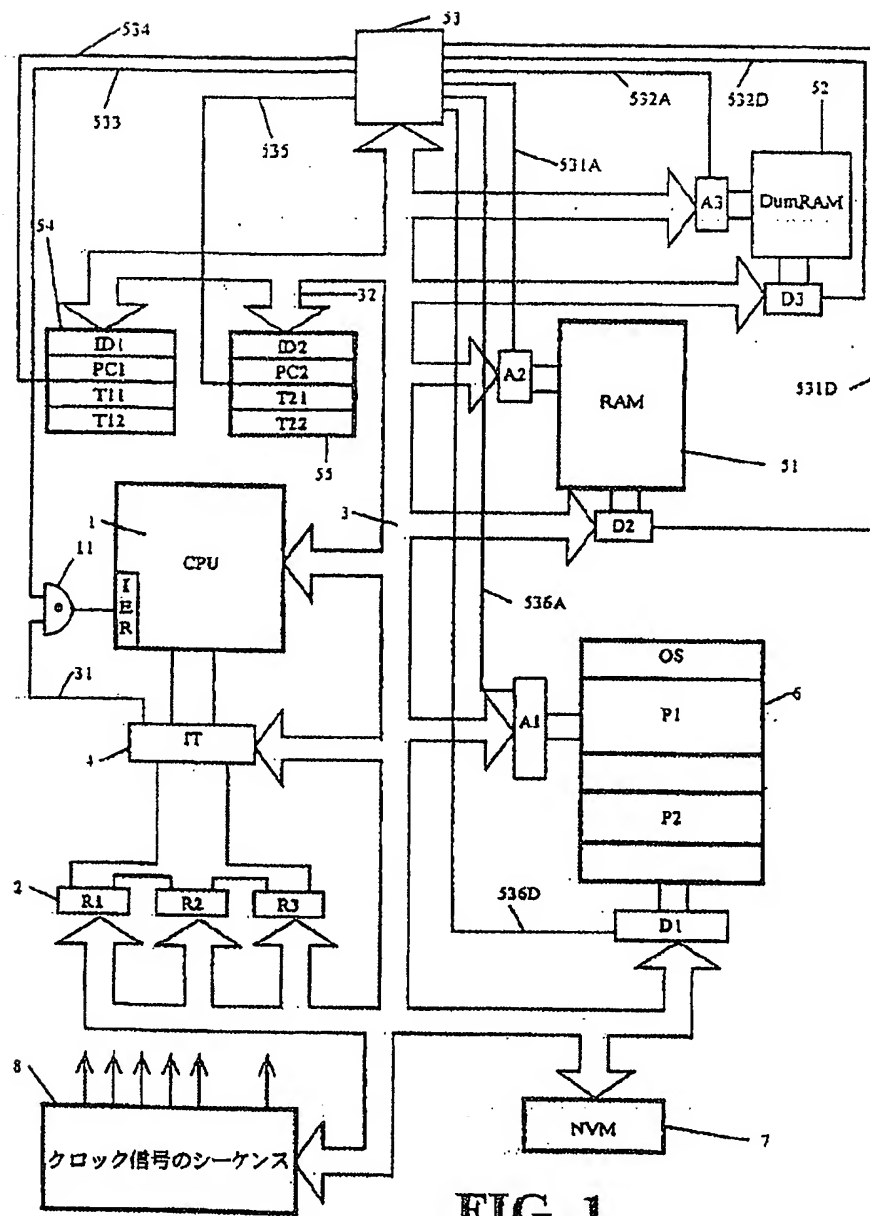 53
534
533
535
532A
532D
52
531A
DumRAM
A3
D3
54
32
ID1
PC1
T11
T12
ID2
PC2
T21
T22
55
A2
RAM
531D
51
D2
1
3
11
CPU
IER
536A
31
OS
6
P1
A1
IT
4
P2
2
R1
R2
R3
536D
D1
8
クロック信号のシーケンス
NVM
7
FIG. 1